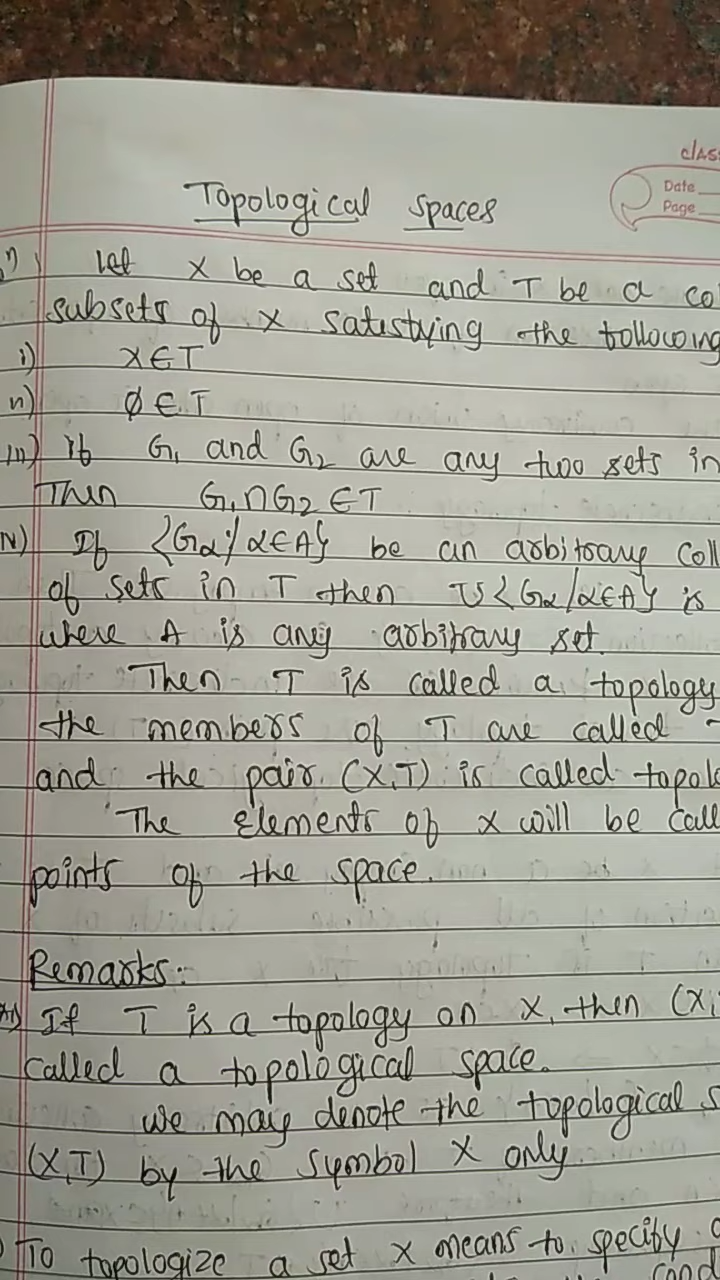 CLAS
Date
Page
Topological spaces
Let X be a set and T be a co
subsets of X satisfying the following
i) X∈T
ii) ∅∈T
iii) If G₁ and G₂ are any two sets in
Then G₁∩G₂∈T
iv) If {Gα/α∈A} be an arbitrary coll
of sets in T then ∪{Gα/α∈A} is
where A is any arbitrary set.
Then T is called a topology
the members of T are called
and the pair (X,T) is called topol
The elements of X will be call
points of the space.
Remarks:-
If T is a topology on X, then (X,
called a topological space.
we may denote the topological s
(X,T) by the symbol X only.
To topologize a set X means to specify